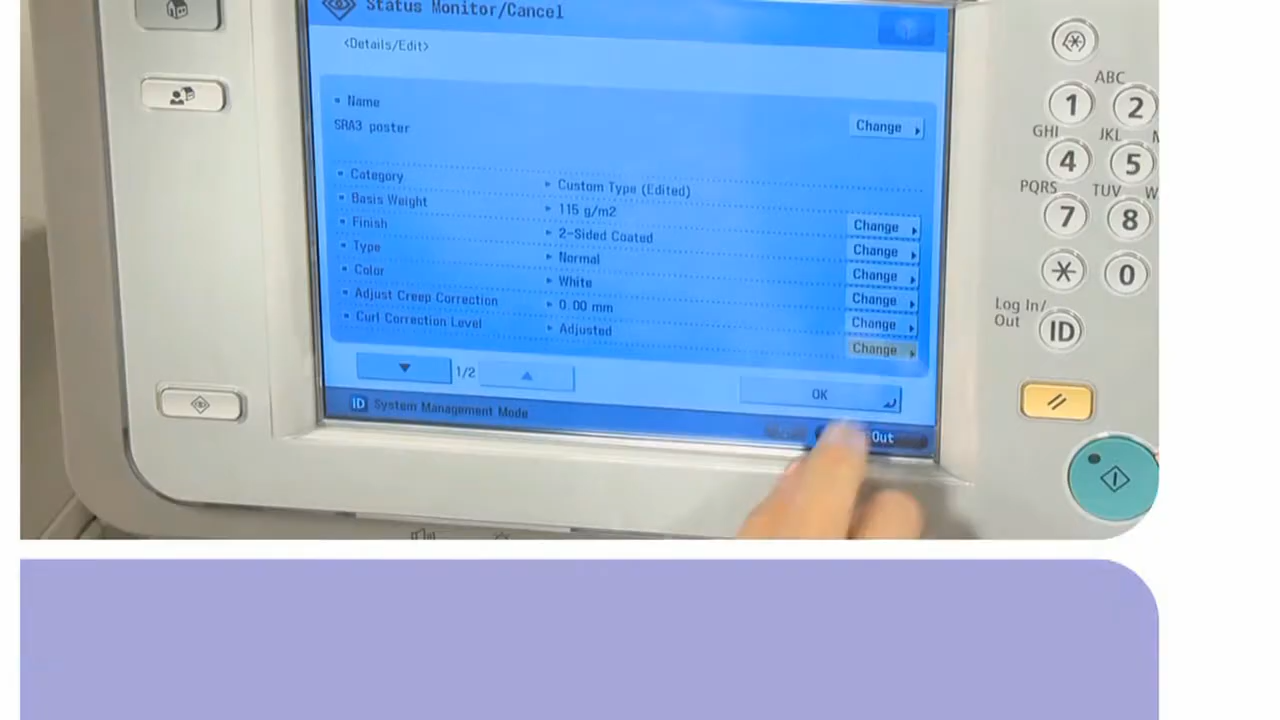 Status Monitor/Cancel
<Details/Edit>
Name
SRA3 poster
Change
Category
Custom Type (Edited)
Basis Weight
115 g/m2
Change
Finish
2-Sided Coated
Change
Type
Normal
Change
Color
White
Change
Adjust Creep Correction
0.00 mm
Change
Curl Correction Level
Adjusted
Change
1/2
OK
ID System Management Mode
Out
ABC
1 2
GHI JKL
4 5
PQRS TUV W
7 8
0
Log In/
Out
ID